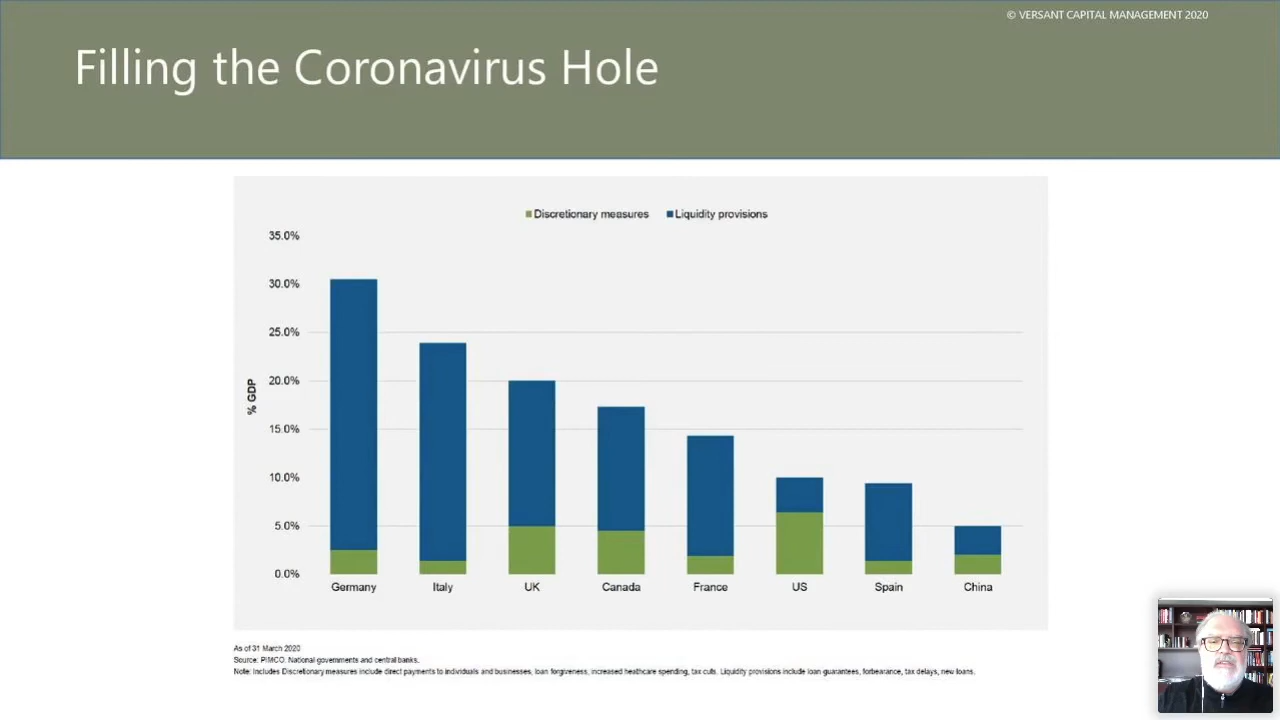 © VERSANT CAPITAL MANAGEMENT 2020
Filling the Coronavirus Hole
Discretionary measures Liquidity provisions
35.0%
30.0%
25.0%
20.0%
15.0%
10.0%
5.0%
0.0%
% GDP
Germany Italy UK Canada France US Spain China
As of 31 March 2020
Source: PIMCO. National governments and central banks.
Note: Includes Discretionary measures include direct payments to individuals and businesses, loan forgiveness, increased healthcare spending, tax cuts. Liquidity provisions include loan guarantees, forbearance, tax delays, new loans.